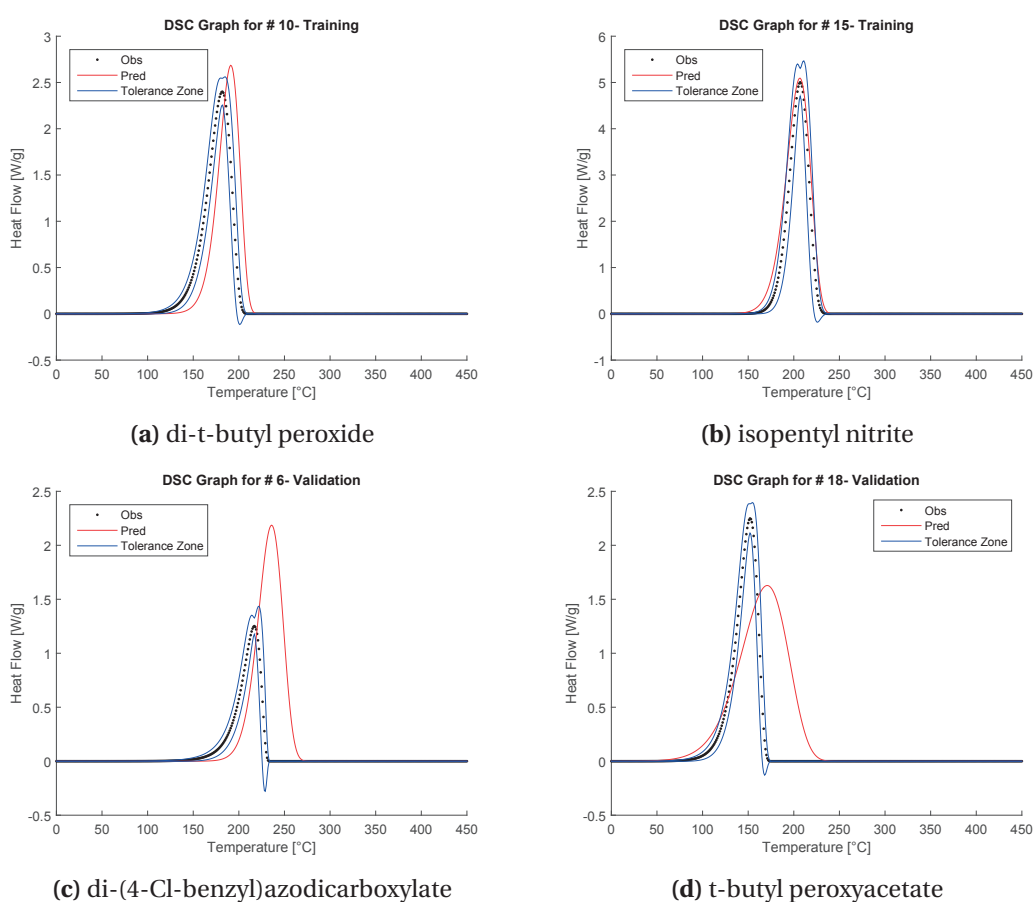 DSC Graph for # 10- Training
3
2.5
2
1.5
1
0.5
0
-0.5
Heat Flow [W/g]
Obs
Pred
Tolerance Zone
0 50 100 150 200 250 300 350 400 450
Temperature [°C]
(a) di-t-butyl peroxide
DSC Graph for # 15- Training
6
5
4
3
2
1
0
-1
Heat Flow [W/g]
Obs
Pred
Tolerance Zone
0 50 100 150 200 250 300 350 400 450
Temperature [°C]
(b) isopentyl nitrite
DSC Graph for # 6- Validation
2.5
2
1.5
1
0.5
0
-0.5
Heat Flow [W/g]
Obs
Pred
Tolerance Zone
0 50 100 150 200 250 300 350 400 450
Temperature [°C]
(c) di-(4-Cl-benzyl)azodicarboxylate
DSC Graph for # 18- Validation
2.5
2
1.5
1
0.5
0
-0.5
Heat Flow [W/g]
Obs
Pred
Tolerance Zone
0 50 100 150 200 250 300 350 400 450
Temperature [°C]
(d) t-butyl peroxyacetate